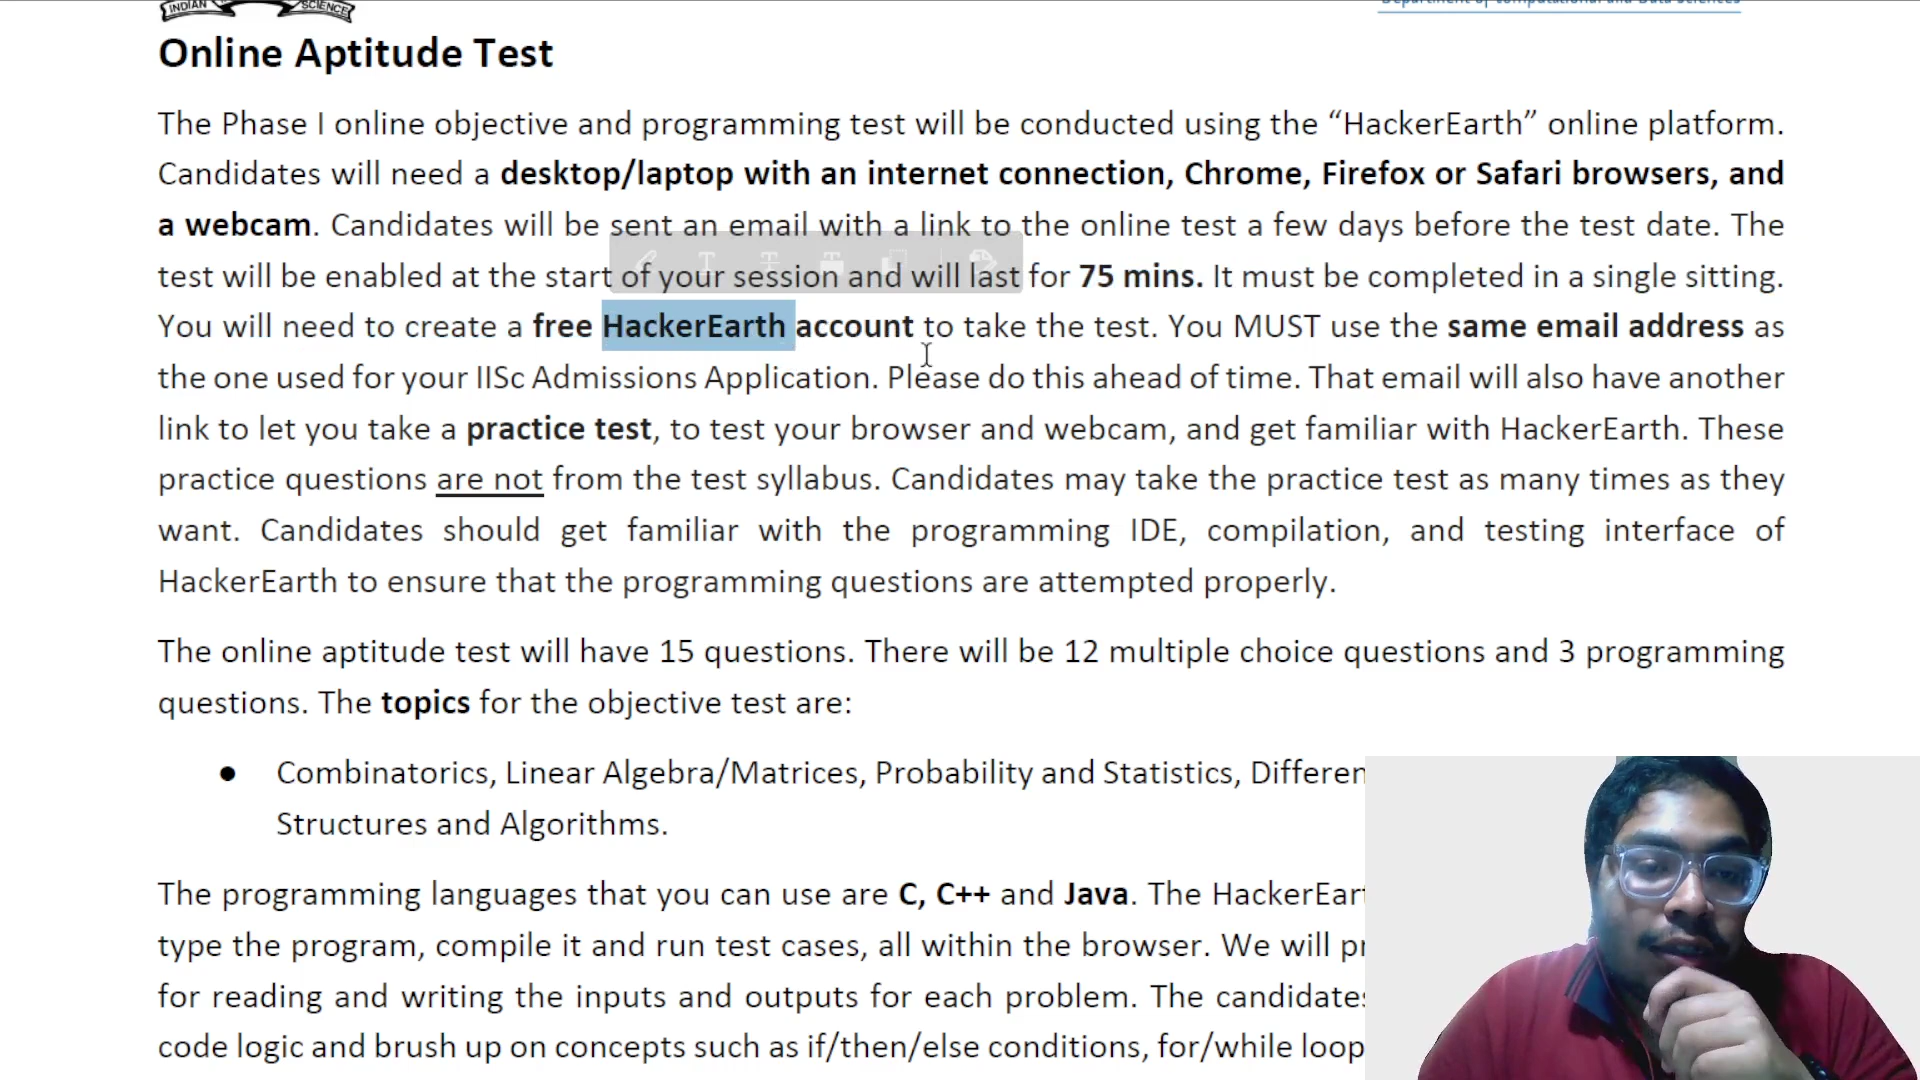 INDIAN SCIENCE
Department of Computational and Data Sciences
Online Aptitude Test
The Phase I online objective and programming test will be conducted using the “HackerEarth” online platform.
Candidates will need a desktop/laptop with an internet connection, Chrome, Firefox or Safari browsers, and
a webcam. Candidates will be sent an email with a link to the online test a few days before the test date. The
test will be enabled at the start of your session and will last for 75 mins. It must be completed in a single sitting.
You will need to create a free HackerEarth account to take the test. You MUST use the same email address as
the one used for your IISc Admissions Application. Please do this ahead of time. That email will also have another
link to let you take a practice test, to test your browser and webcam, and get familiar with HackerEarth. These
practice questions are not from the test syllabus. Candidates may take the practice test as many times as they
want. Candidates should get familiar with the programming IDE, compilation, and testing interface of
HackerEarth to ensure that the programming questions are attempted properly.
The online aptitude test will have 15 questions. There will be 12 multiple choice questions and 3 programming
questions. The topics for the objective test are:
● Combinatorics, Linear Algebra/Matrices, Probability and Statistics, Differen
Structures and Algorithms.
The programming languages that you can use are C, C++ and Java. The HackerEar
type the program, compile it and run test cases, all within the browser. We will pr
for reading and writing the inputs and outputs for each problem. The candidates
code logic and brush up on concepts such as if/then/else conditions, for/while loop